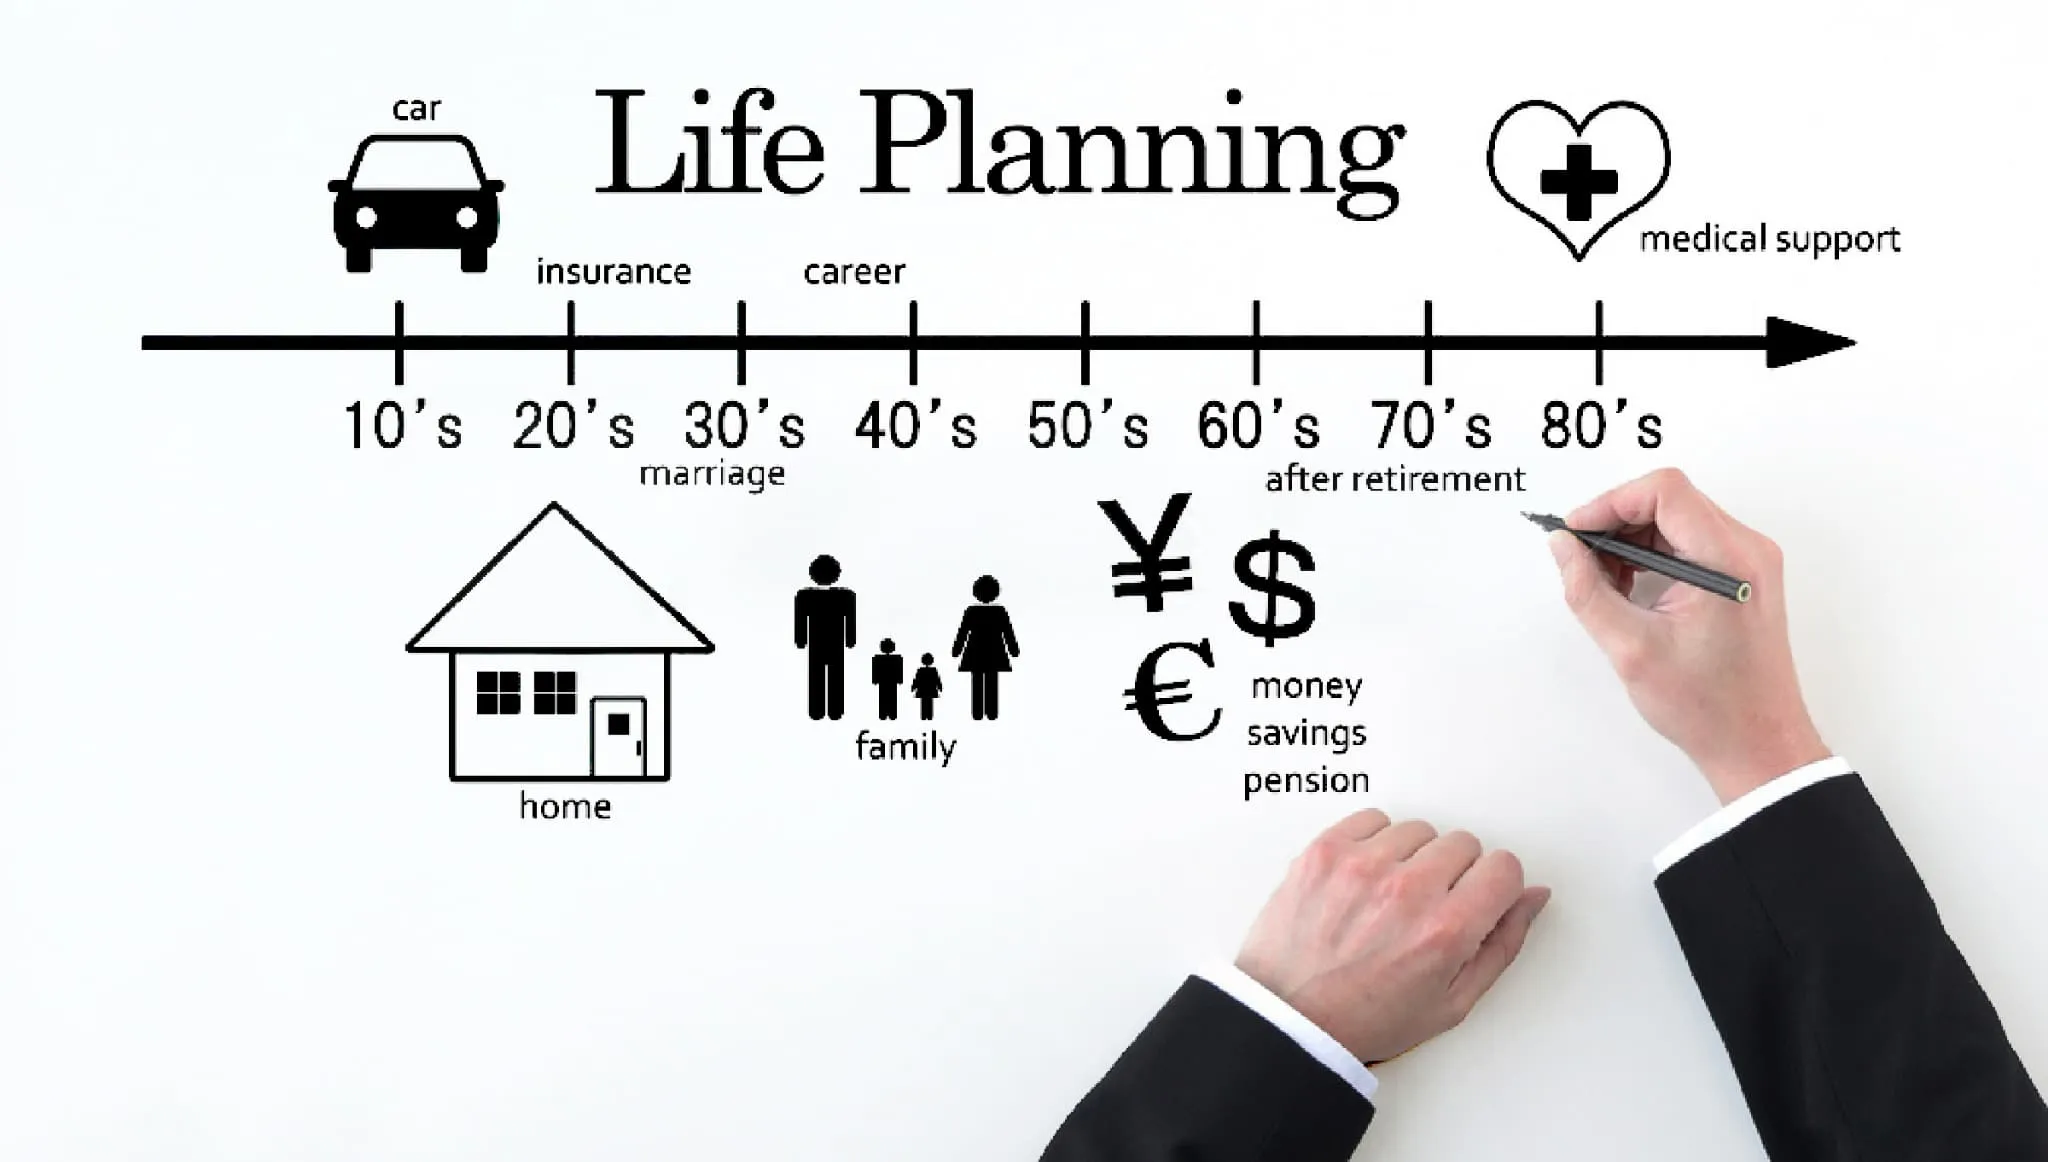 car
Life Planning
medical support
insurance
career
10's 20's 30's 40's 50's 60's 70's 80's
marriage
after retirement
¥
$
€
money
savings
pension
family
home